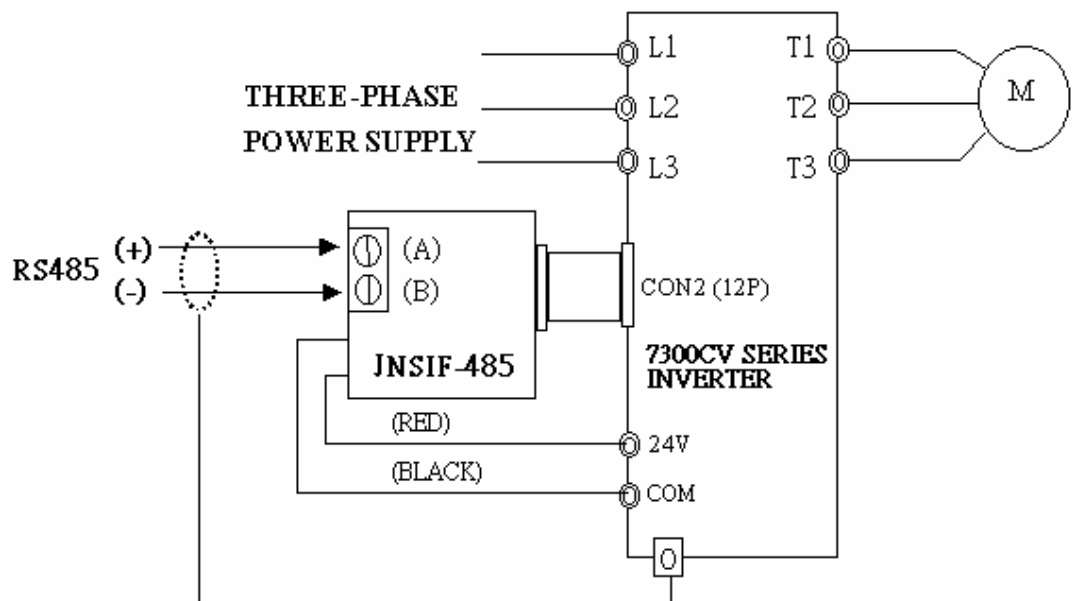 L1
T1
M
THREE-PHASE
L2
T2
POWER SUPPLY
L3
T3
RS485
(+)
(-)
(A)
(B)
CON2 (12P)
JNSIF-485
7300CV SERIES
INVERTER
(RED)
24V
(BLACK)
COM
O